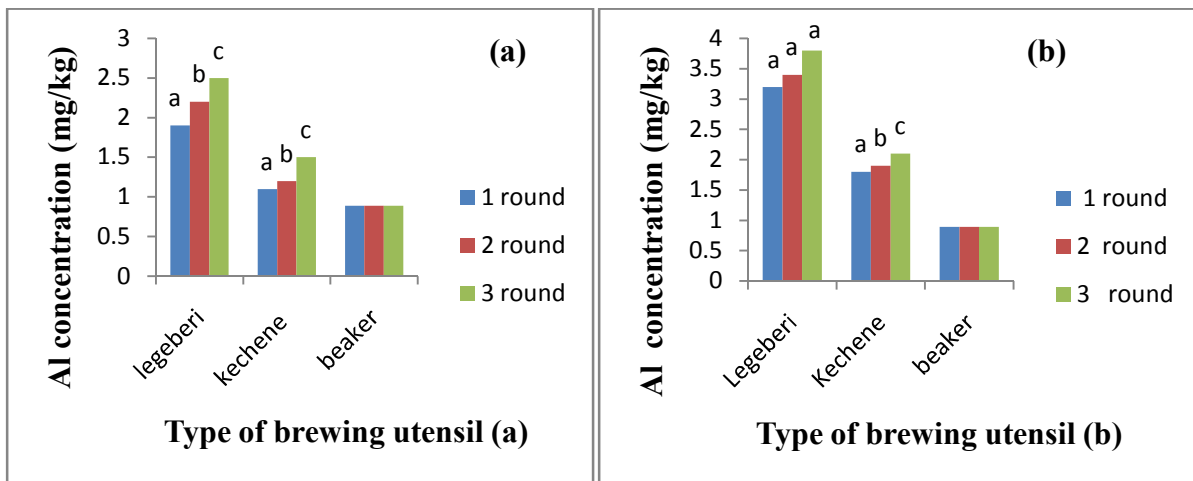 (a)
Al concentration (mg/kg)
3
2.5
2
1.5
1
0.5
0
a
b
c
a
b
c
1 round
2 round
3 round
legeberi
kechene
beaker
Type of brewing utensil (a)
(b)
Al concentration (mg/kg)
4
3.5
3
2.5
2
1.5
1
0.5
0
a
a
a
a
b
c
1 round
2 round
3 round
Legeberi
Kechene
beaker
Type of brewing utensil (b)